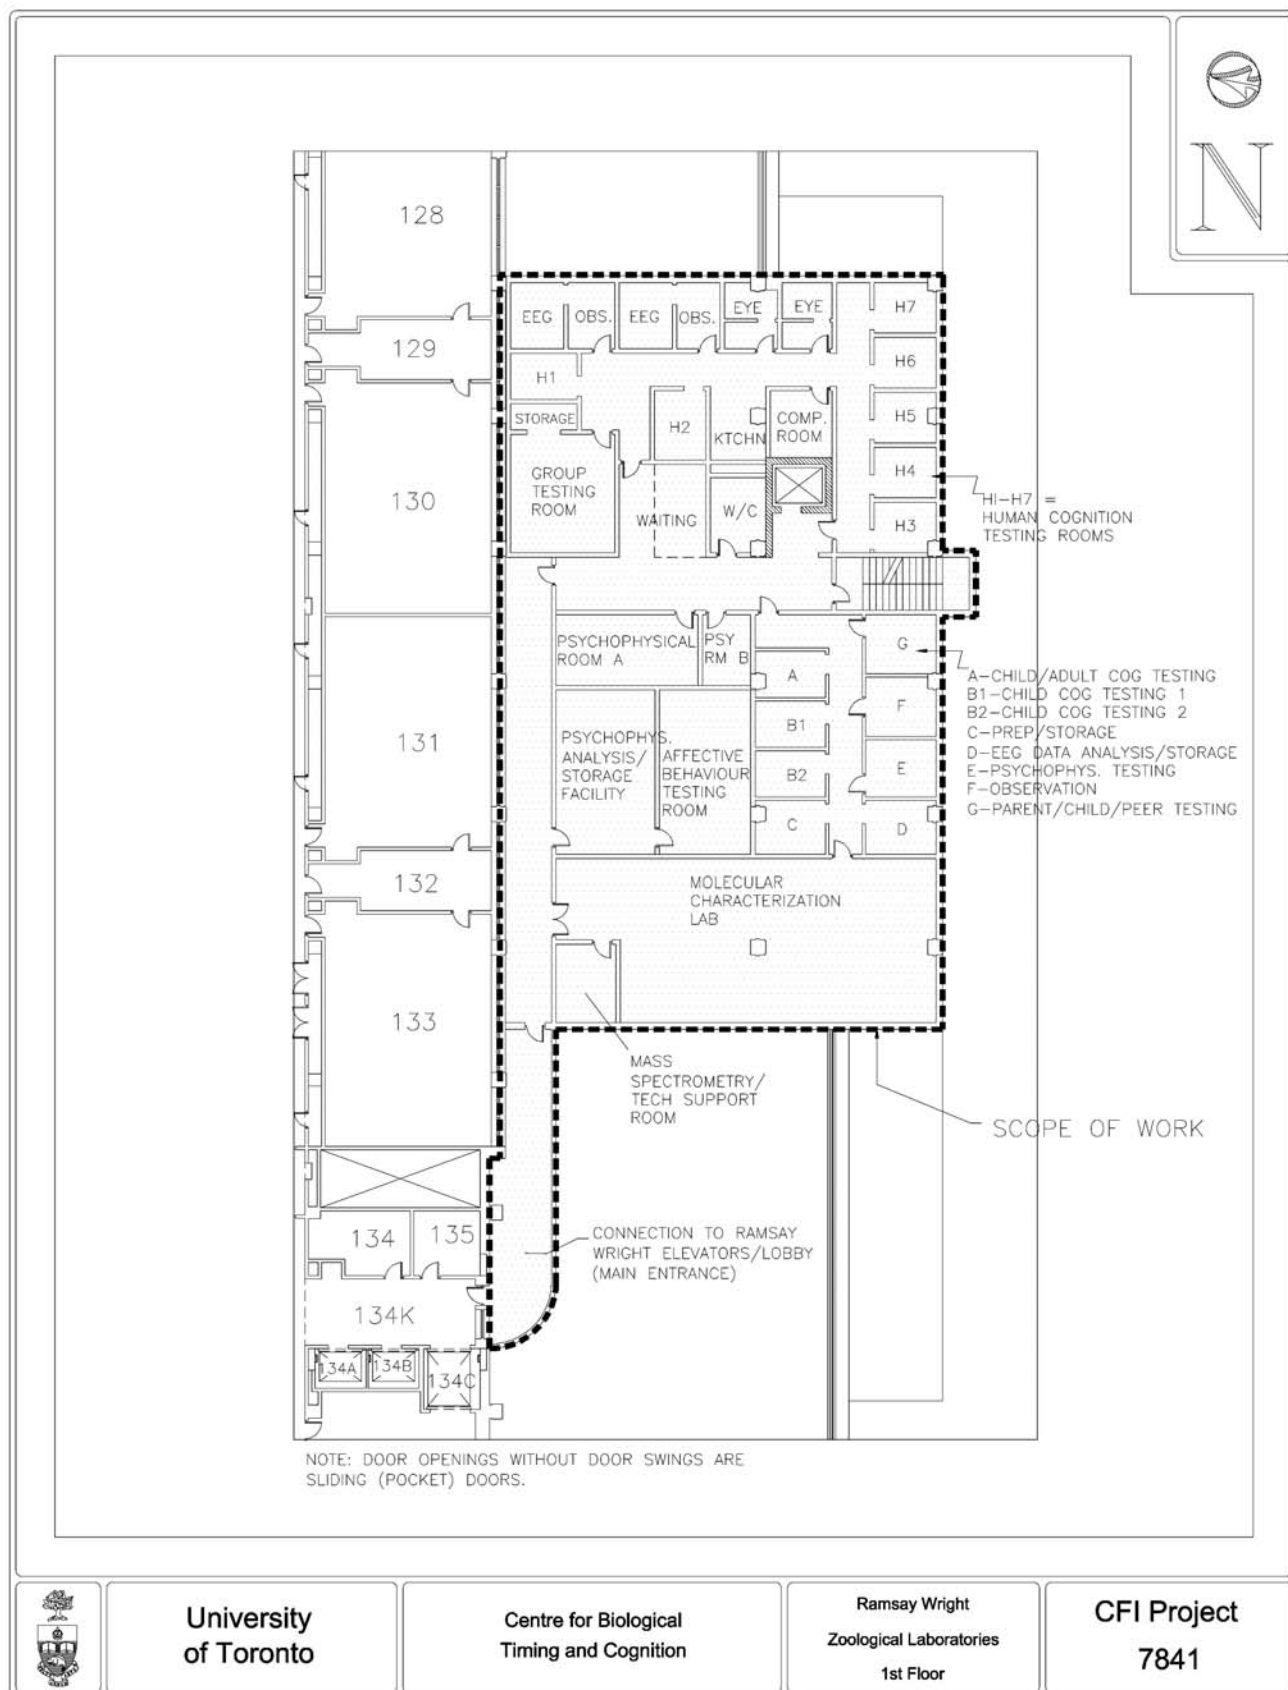 N
128
129
130
131
132
133
134
135
134K
134A
134B
134C
EEG
OBS.
EEG
OBS.
EYE
EYE
H7
H6
H5
H4
H3
H1
STORAGE
H2
KTCHN
COMP.
ROOM
GROUP
TESTING
ROOM
WAITING
W/C
HI-H7 =
HUMAN COGNITION
TESTING ROOMS
PSYCHOPHYSICAL
ROOM A
PSY
RM B
A
B1
B2
C
G
F
E
D
A-CHILD/ADULT COG TESTING
B1-CHILD COG TESTING 1
B2-CHILD COG TESTING 2
C-PREP/STORAGE
D-EEG DATA ANALYSIS/STORAGE
E-PSYCHOPHYS. TESTING
F-OBSERVATION
G-PARENT/CHILD/PEER TESTING
PSYCHOPHYS.
ANALYSIS/
STORAGE
FACILITY
AFFECTIVE
BEHAVIOUR
TESTING
ROOM
MOLECULAR
CHARACTERIZATION
LAB
MASS
SPECTROMETRY/
TECH SUPPORT
ROOM
SCOPE OF WORK
CONNECTION TO RAMSAY
WRIGHT ELEVATORS/LOBBY
(MAIN ENTRANCE)
NOTE: DOOR OPENINGS WITHOUT DOOR SWINGS ARE
SLIDING (POCKET) DOORS.
University
of Toronto
Centre for Biological
Timing and Cognition
Ramsay Wright
Zoological Laboratories
1st Floor
CFI Project
7841